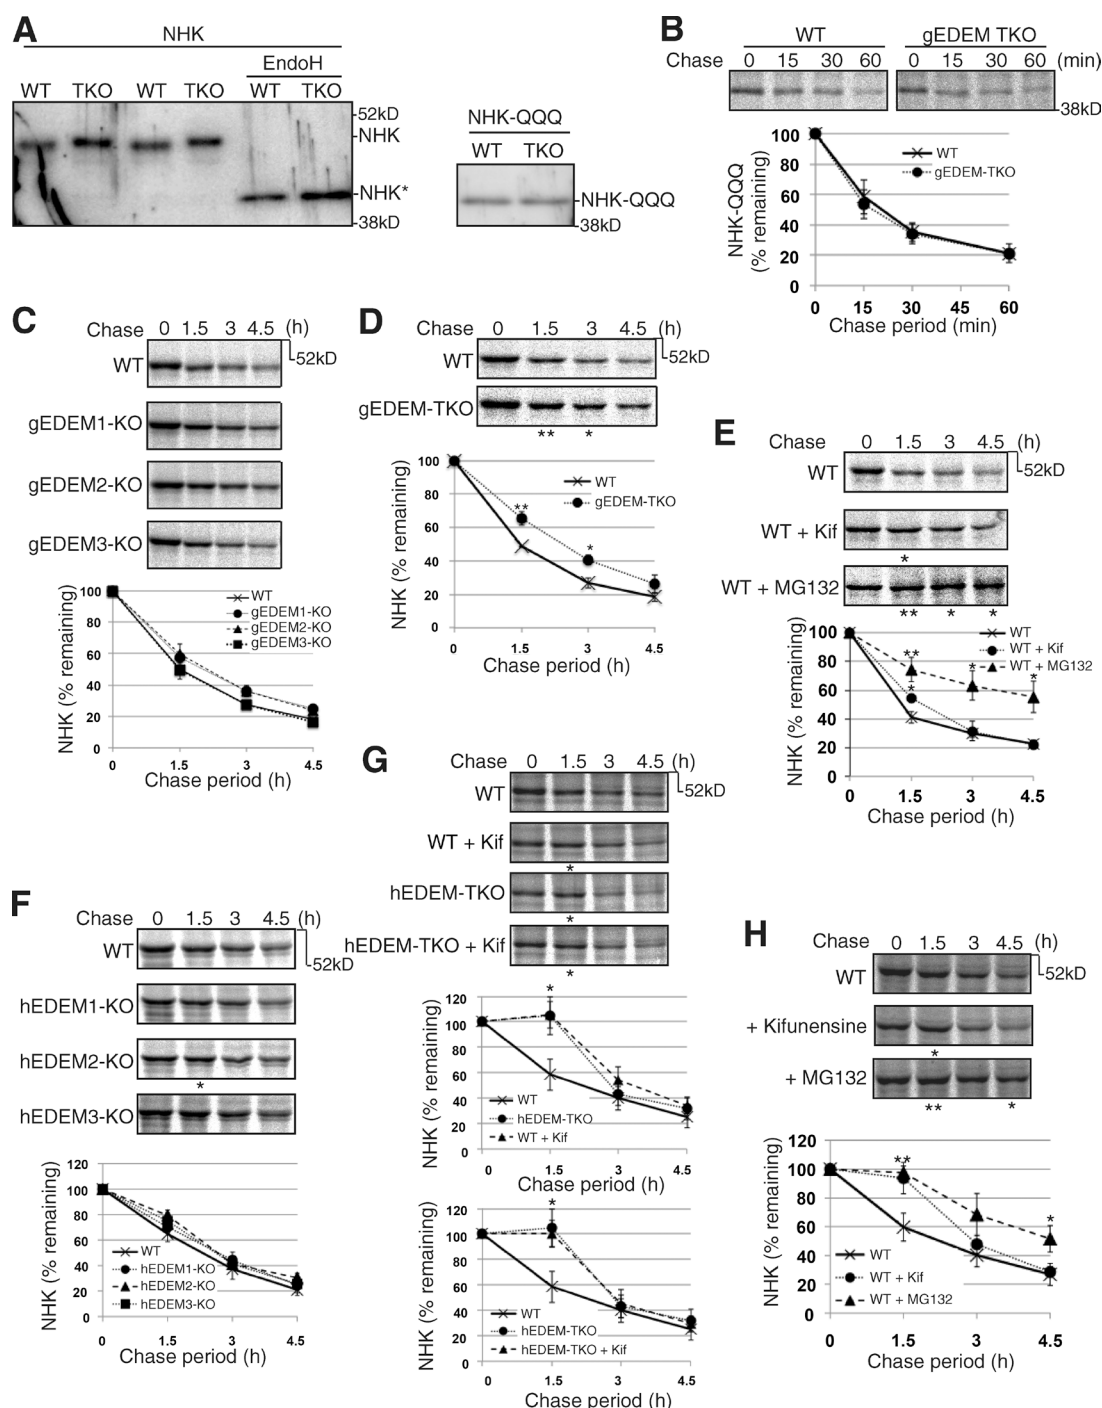 A
NHK
EndoH
WT TKO WT TKO WT TKO
52kD
NHK
NHK*
38kD
NHK-QQQ
WT TKO
NHK-QQQ
38kD
B
WT gEDEM TKO
Chase 0 15 30 60 0 15 30 60 (min)
38kD
NHK-QQQ
(% remaining)
100
80
60
40
20
0
WT
gEDEM-TKO
0 15 30 45 60
Chase period (min)
C
Chase 0 1.5 3 4.5 (h)
WT
52kD
gEDEM1-KO
gEDEM2-KO
gEDEM3-KO
NHK (% remaining)
100
80
60
40
20
0
WT
gEDEM1-KO
gEDEM2-KO
gEDEM3-KO
0 1.5 3 4.5
Chase period (h)
D
Chase 0 1.5 3 4.5 (h)
WT
52kD
gEDEM-TKO
** *
NHK (% remaining)
100
80
60
40
20
0
WT
gEDEM-TKO
**
*
0 1.5 3 4.5
Chase period (h)
E
Chase 0 1.5 3 4.5 (h)
WT
52kD
WT + Kif
*
WT + MG132
** * *
NHK (% remaining)
100
80
60
40
20
0
WT
WT + Kif
WT + MG132
**
*
*
*
0 1.5 3 4.5
Chase period (h)
F
Chase 0 1.5 3 4.5 (h)
WT
52kD
hEDEM1-KO
hEDEM2-KO
*
hEDEM3-KO
NHK (% remaining)
120
100
80
60
40
20
0
WT
hEDEM1-KO
hEDEM2-KO
hEDEM3-KO
0 1.5 3 4.5
Chase period (h)
G
Chase 0 1.5 3 4.5 (h)
WT
52kD
WT + Kif
*
hEDEM-TKO
*
hEDEM-TKO + Kif
*
NHK (% remaining)
120
100
80
60
40
20
0
*
WT
hEDEM-TKO
WT + Kif
0 1.5 3 4.5
Chase period (h)
NHK (% remaining)
120
100
80
60
40
20
0
*
WT
hEDEM-TKO
hEDEM-TKO + Kif
0 1.5 3 4.5
Chase period (h)
H
Chase 0 1.5 3 4.5 (h)
WT
52kD
+ Kifunensine
*
+ MG132
** *
NHK (% remaining)
120
100
80
60
40
20
0
**
*
WT
WT + Kif
WT + MG132
0 1.5 3 4.5
Chase period (h)